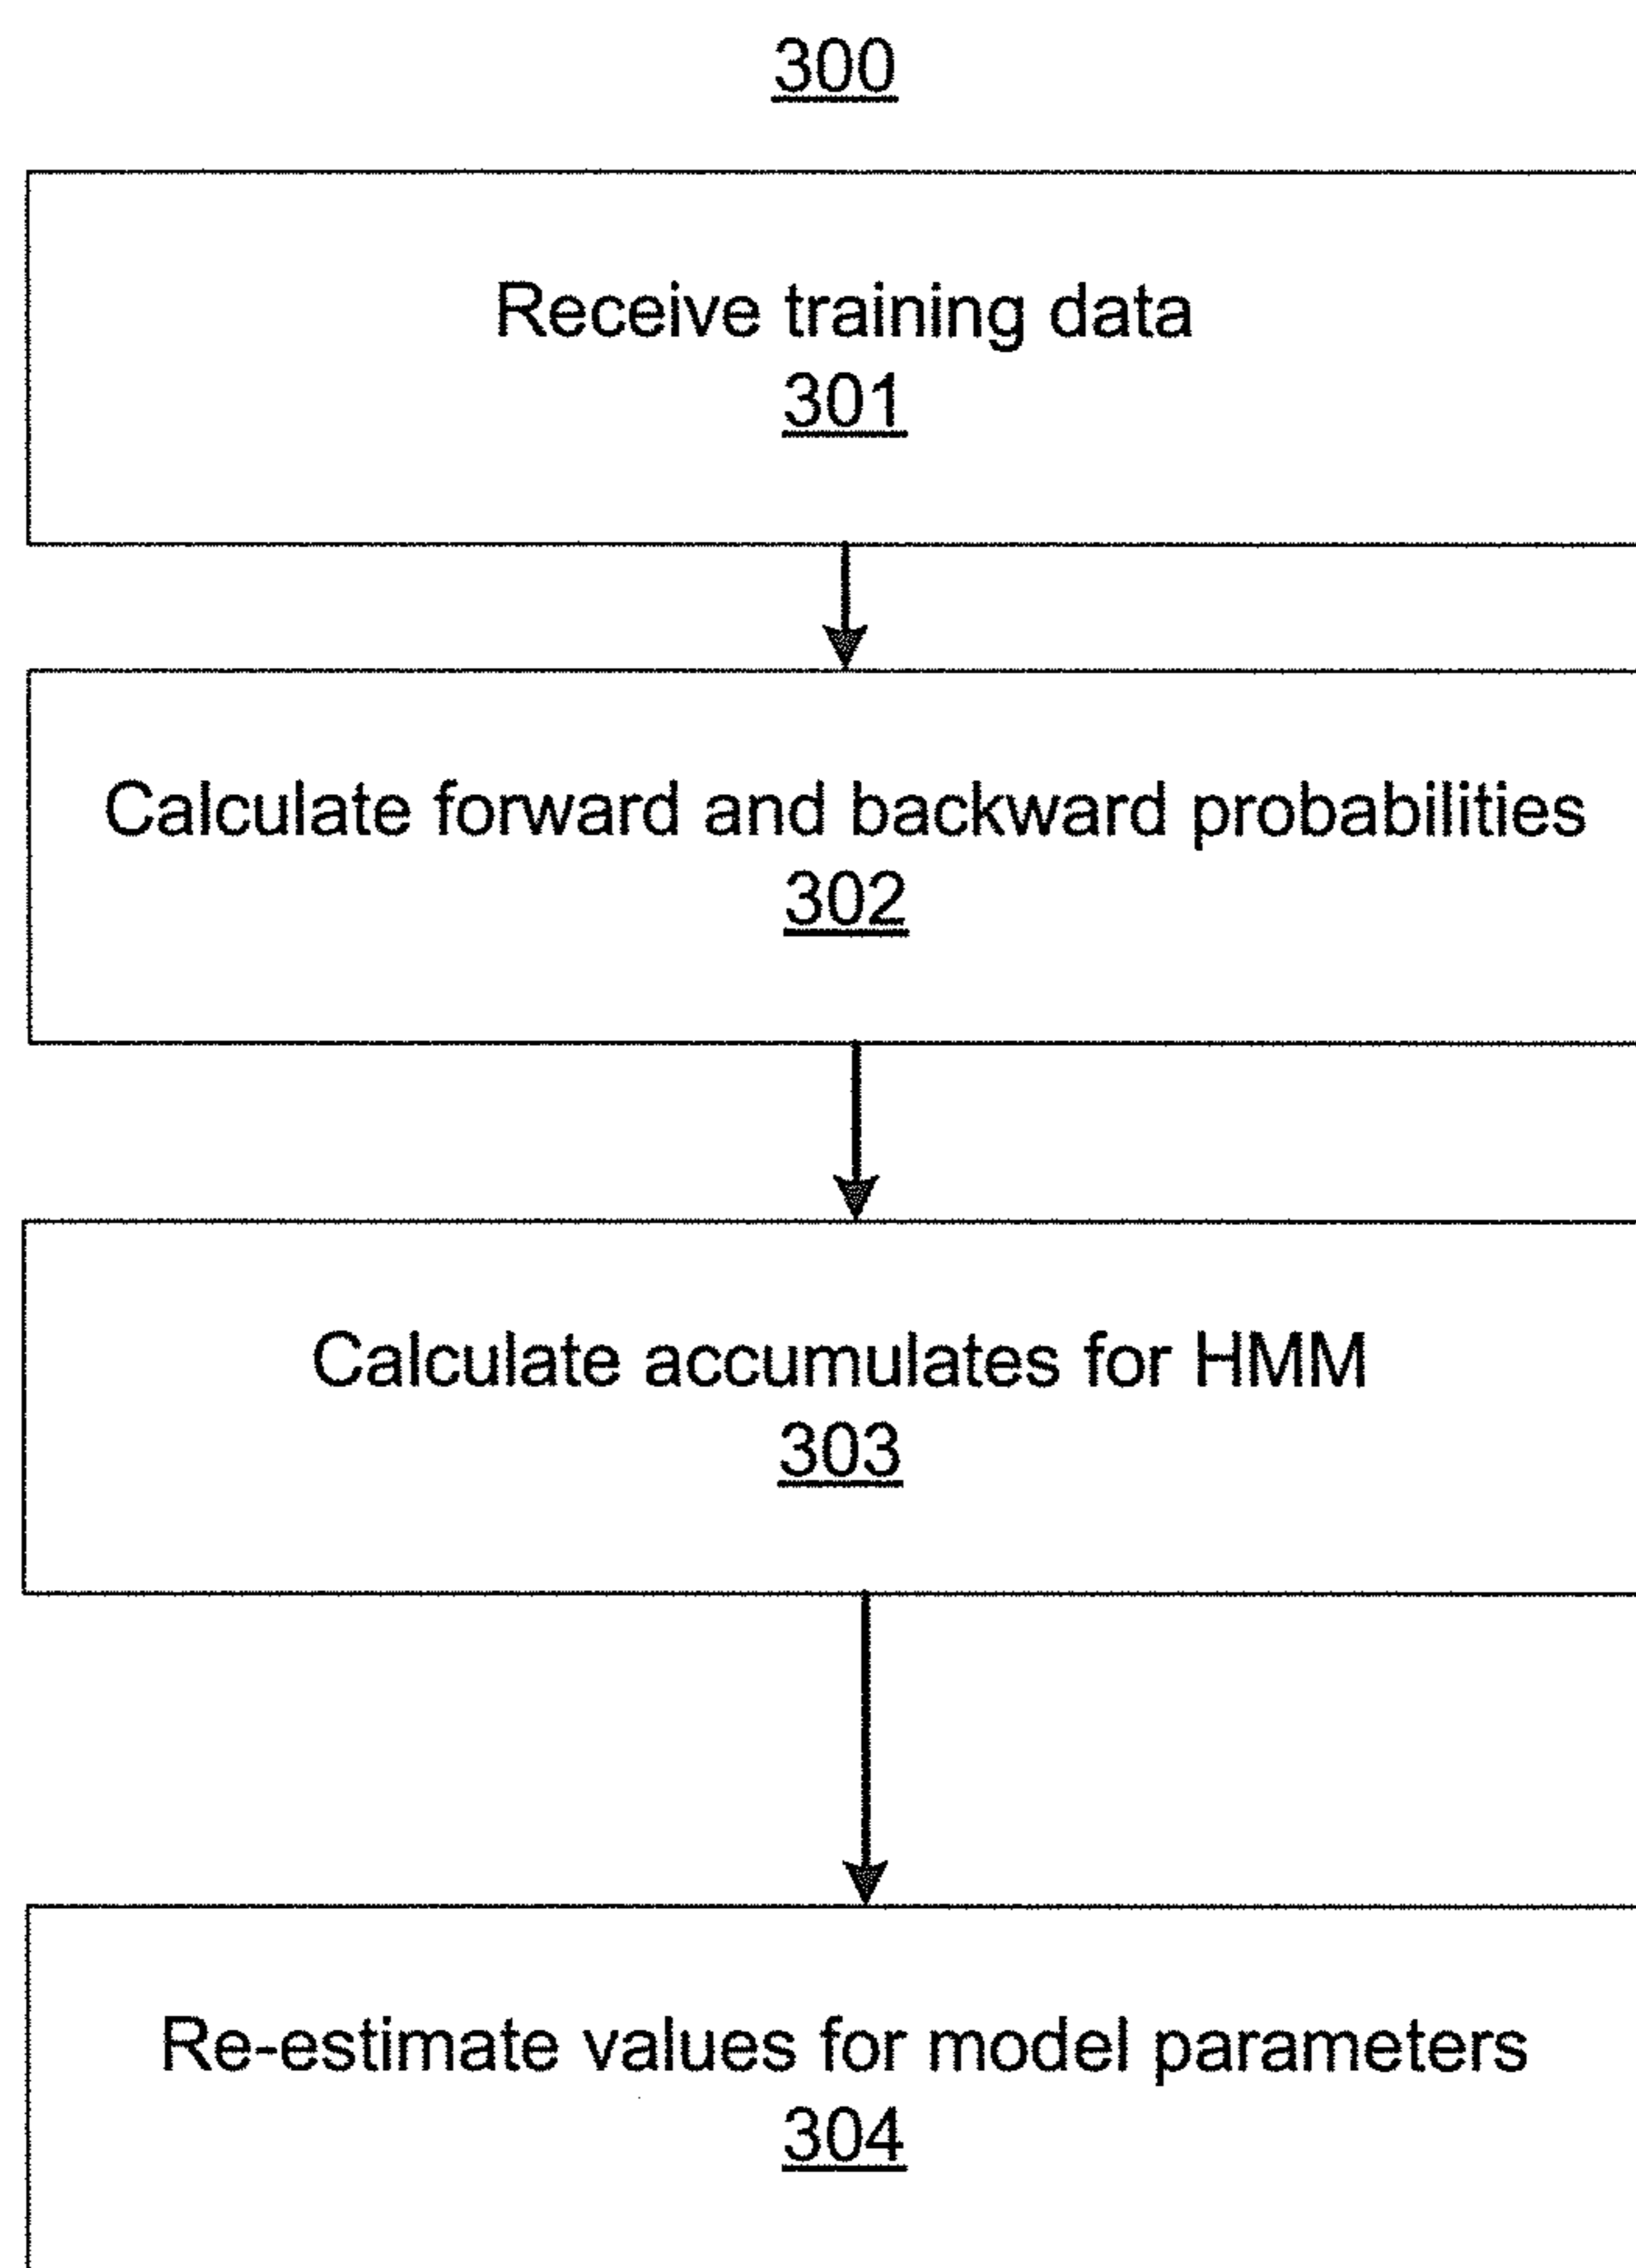 300
Receive training data
301
Calculate forward and backward probabilities
302
Calculate accumulates for HMM
303
Re-estimate values for model parameters
304